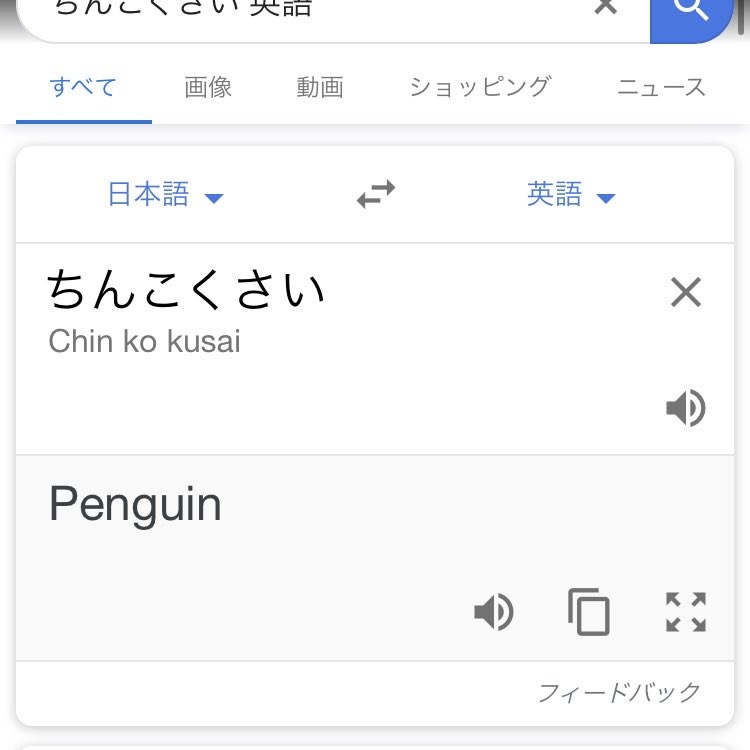 ちんこくさい 英語
すべて 画像 動画 ショッピング ニュース
日本語 英語
ちんこくさい
Chin ko kusai
Penguin
フィードバック